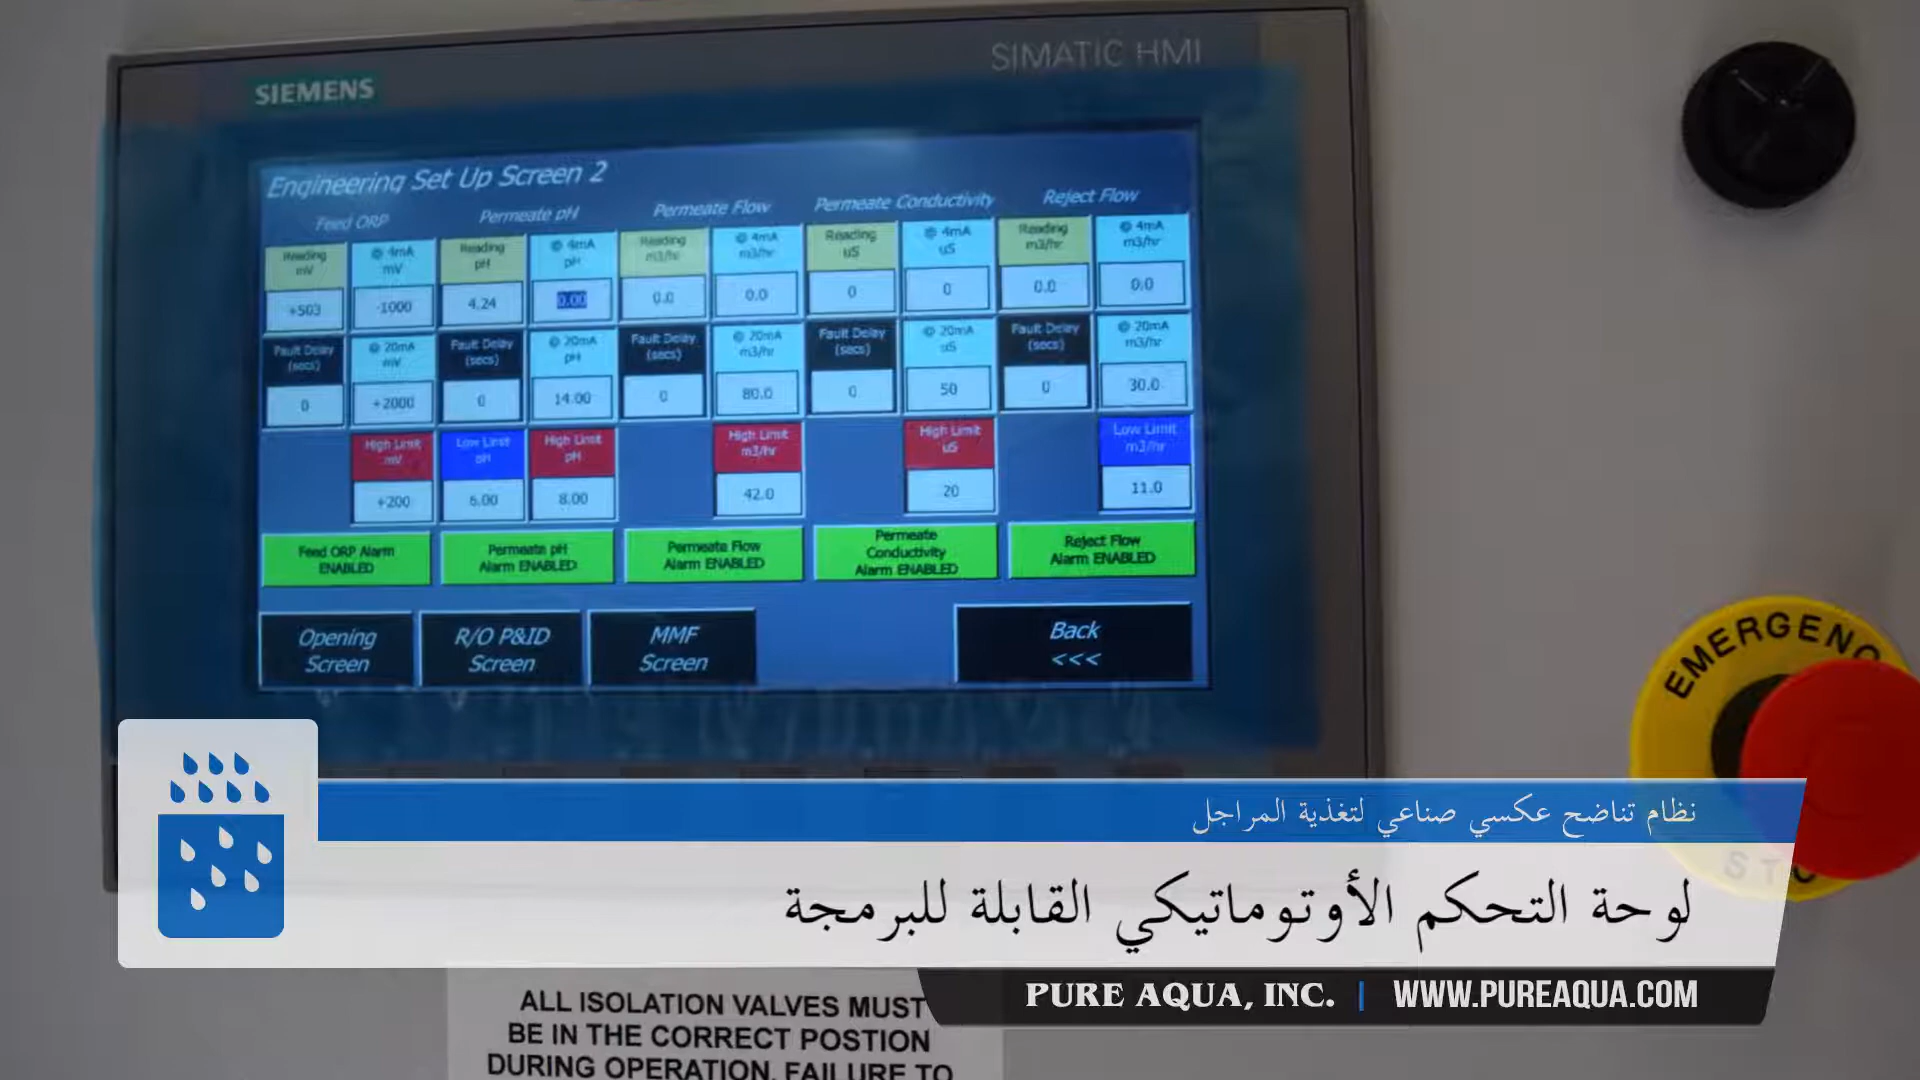 SIEMENS
SIMATIC HMI
Engineering Set Up Screen 2
Feed ORP
Permeate pH
Permeate Flow
Permeate Conductivity
Reject Flow
Reading
mV
@ 4mA
mV
Reading
pH
@ 4mA
pH
Reading
m3/hr
@ 4mA
m3/hr
Reading
uS
@ 4mA
uS
Reading
m3/hr
@ 4mA
m3/hr
+503
-1000
4.24
0.00
0.0
0.0
0
0
0.0
0.0
Fault Delay
(secs)
@ 20mA
mV
Fault Delay
(secs)
@ 20mA
pH
Fault Delay
(secs)
@ 20mA
m3/hr
Fault Delay
(secs)
@ 20mA
uS
Fault Delay
(secs)
@ 20mA
m3/hr
0
+2000
0
14.00
0
80.0
0
50
0
30.0
High Limit
mV
Low Limit
pH
High Limit
pH
High Limit
m3/hr
High Limit
uS
Low Limit
m3/hr
+200
6.00
8.00
42.0
20
11.0
Feed ORP Alarm
ENABLED
Permeate pH
Alarm ENABLED
Permeate Flow
Alarm ENABLED
Permeate
Conductivity
Alarm ENABLED
Reject Flow
Alarm ENABLED
Opening
Screen
R/O P&ID
Screen
MMF
Screen
Back
<<<
EMERGENC
STO
نظام تناضح عكسي صناعي لتغذية المراجل
لوحة التحكم الأوتوماتيكي القابلة للبرمجة
PURE AQUA, INC. | WWW.PUREAQUA.COM
ALL ISOLATION VALVES MUST
BE IN THE CORRECT POSTION
DURING OPERATION. FAILURE TO